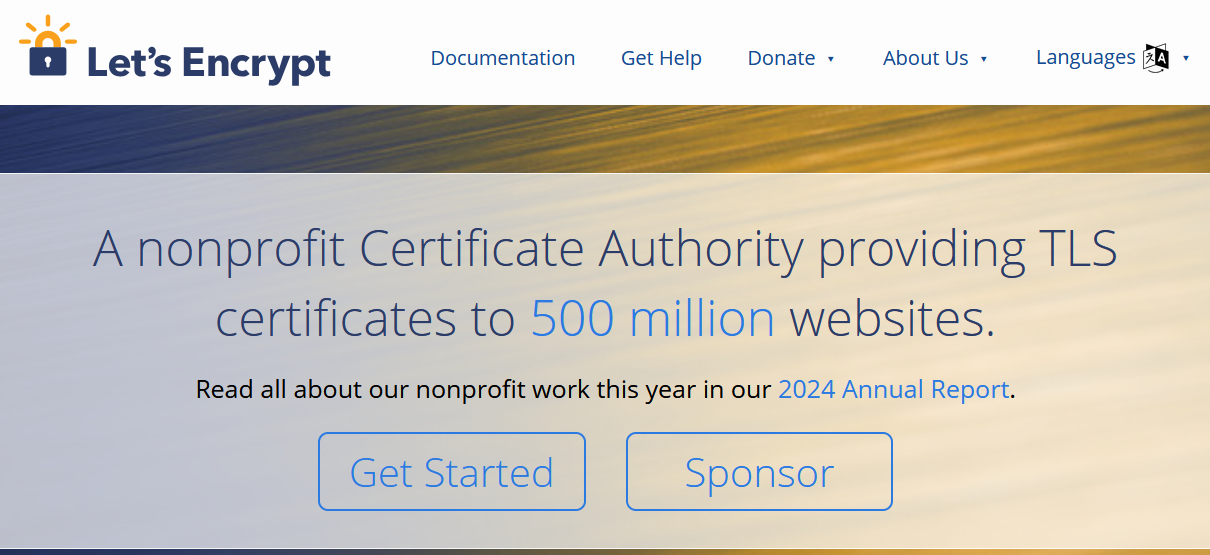 Let's Encrypt
Documentation
Get Help
Donate
About Us
Languages
A nonprofit Certificate Authority providing TLS
certificates to 500 million websites.
Read all about our nonprofit work this year in our 2024 Annual Report.
Get Started
Sponsor